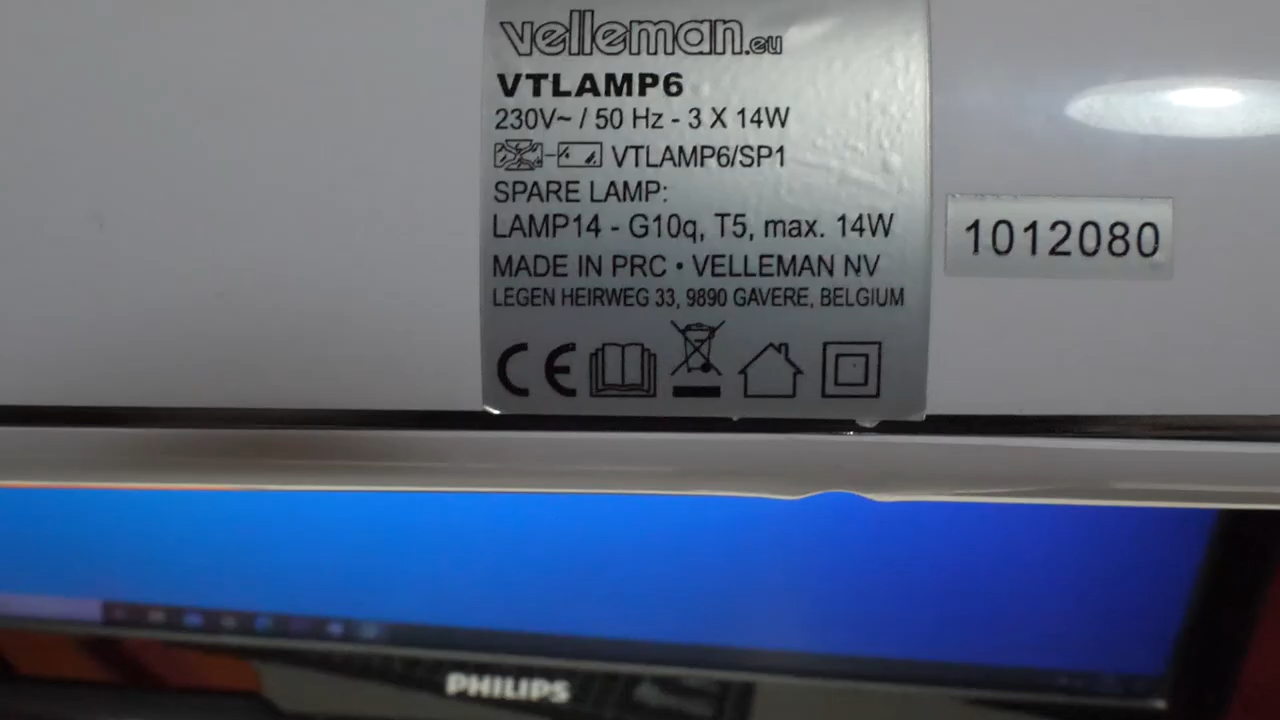 velleman.eu
VTLAMP6
230V~ / 50 Hz - 3 X 14W
VTLAMP6/SP1
SPARE LAMP:
LAMP14 - G10q, T5, max. 14W
MADE IN PRC • VELLEMAN NV
LEGEN HEIRWEG 33, 9890 GAVERE, BELGIUM
CE
1012080
PHILIPS